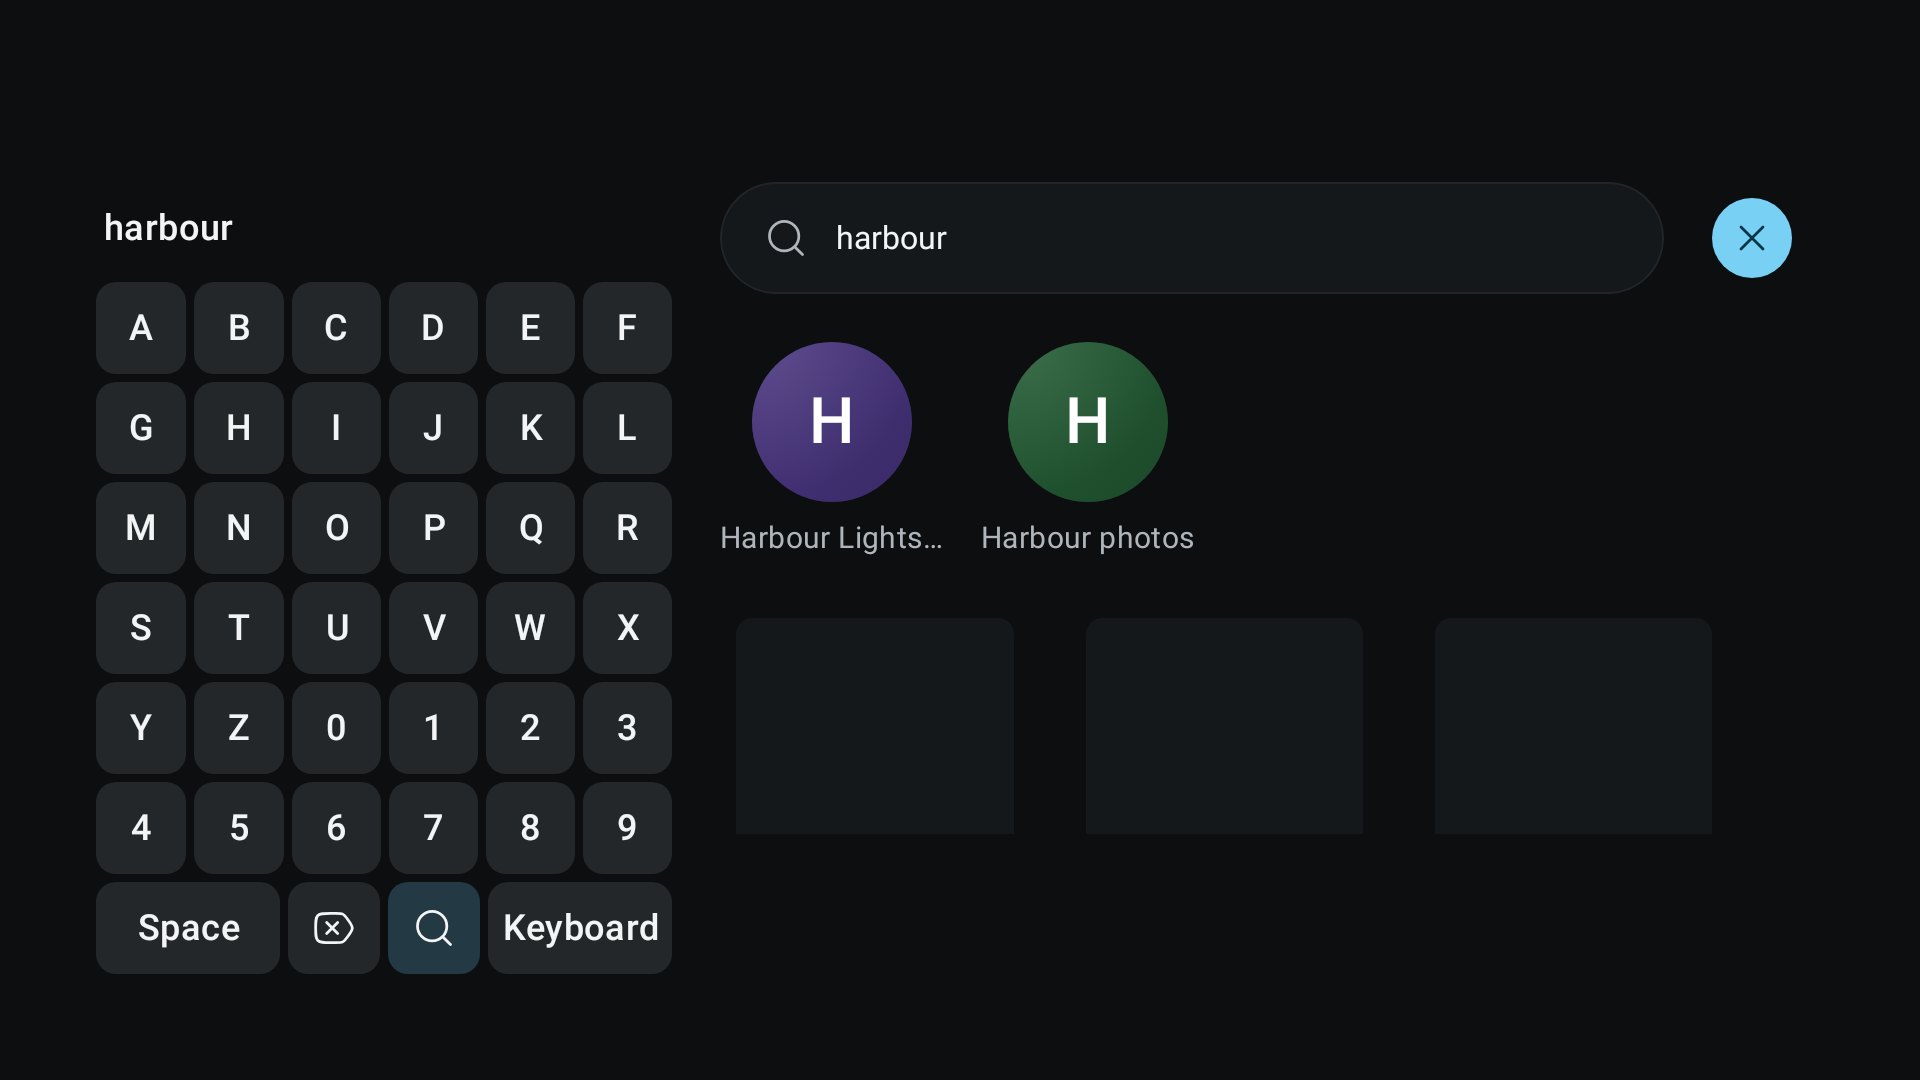 harbour
A B C D E F
G H I J K L
M N O P Q R
S T U V W X
Y Z 0 1 2 3
4 5 6 7 8 9
Space Keyboard
harbour
H H
Harbour Lights… Harbour photos